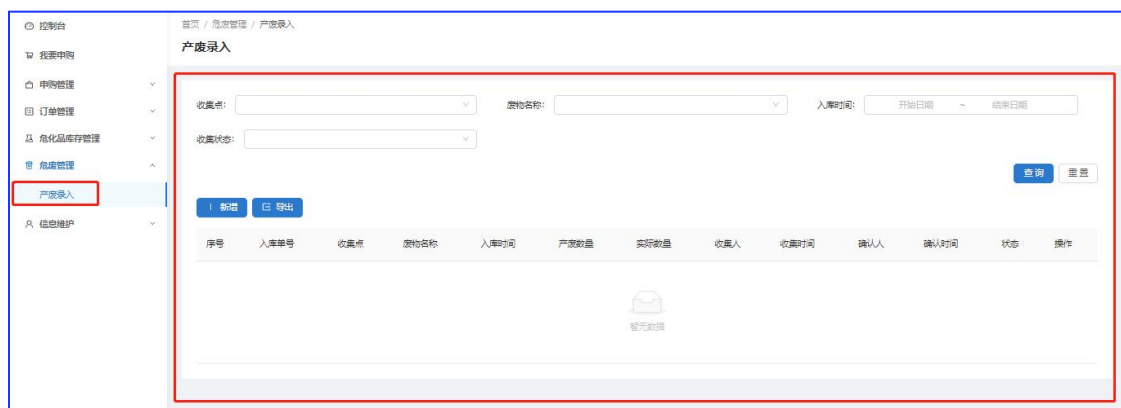 控制台
我要申购
申购管理
订单管理
危化品库存管理
危废管理
产废录入
信息维护
首页 / 危废管理 / 产废录入
产废录入
收集点: 废物名称: 入库时间: 开始日期 ~ 结束日期
收集状态:
查询 重置
新增 导出
序号 入库单号 收集点 废物名称 入库时间 产废数量 实际数量 收集人 收集时间 确认人 确认时间 状态 操作
暂无数据